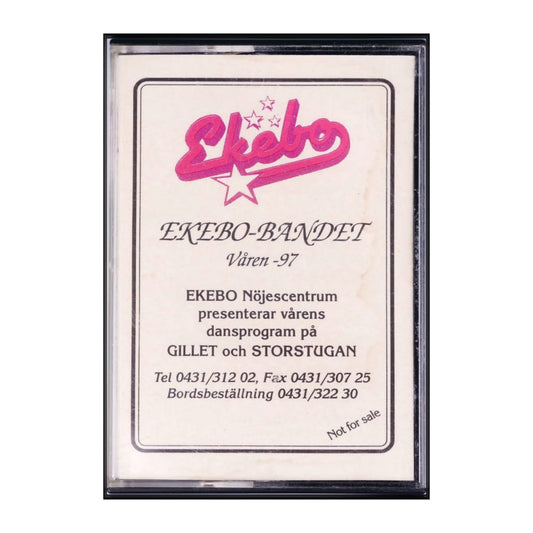 Ekebo
EKEBO-BANDET
Våren -97
EKEBO Nöjescentrum
presenterar vårens
dansprogram på
GILLET och STORSTUGAN
Tel 0431/312 02, Fax 0431/307 25
Bordsbeställning 0431/322 30
Not for sale